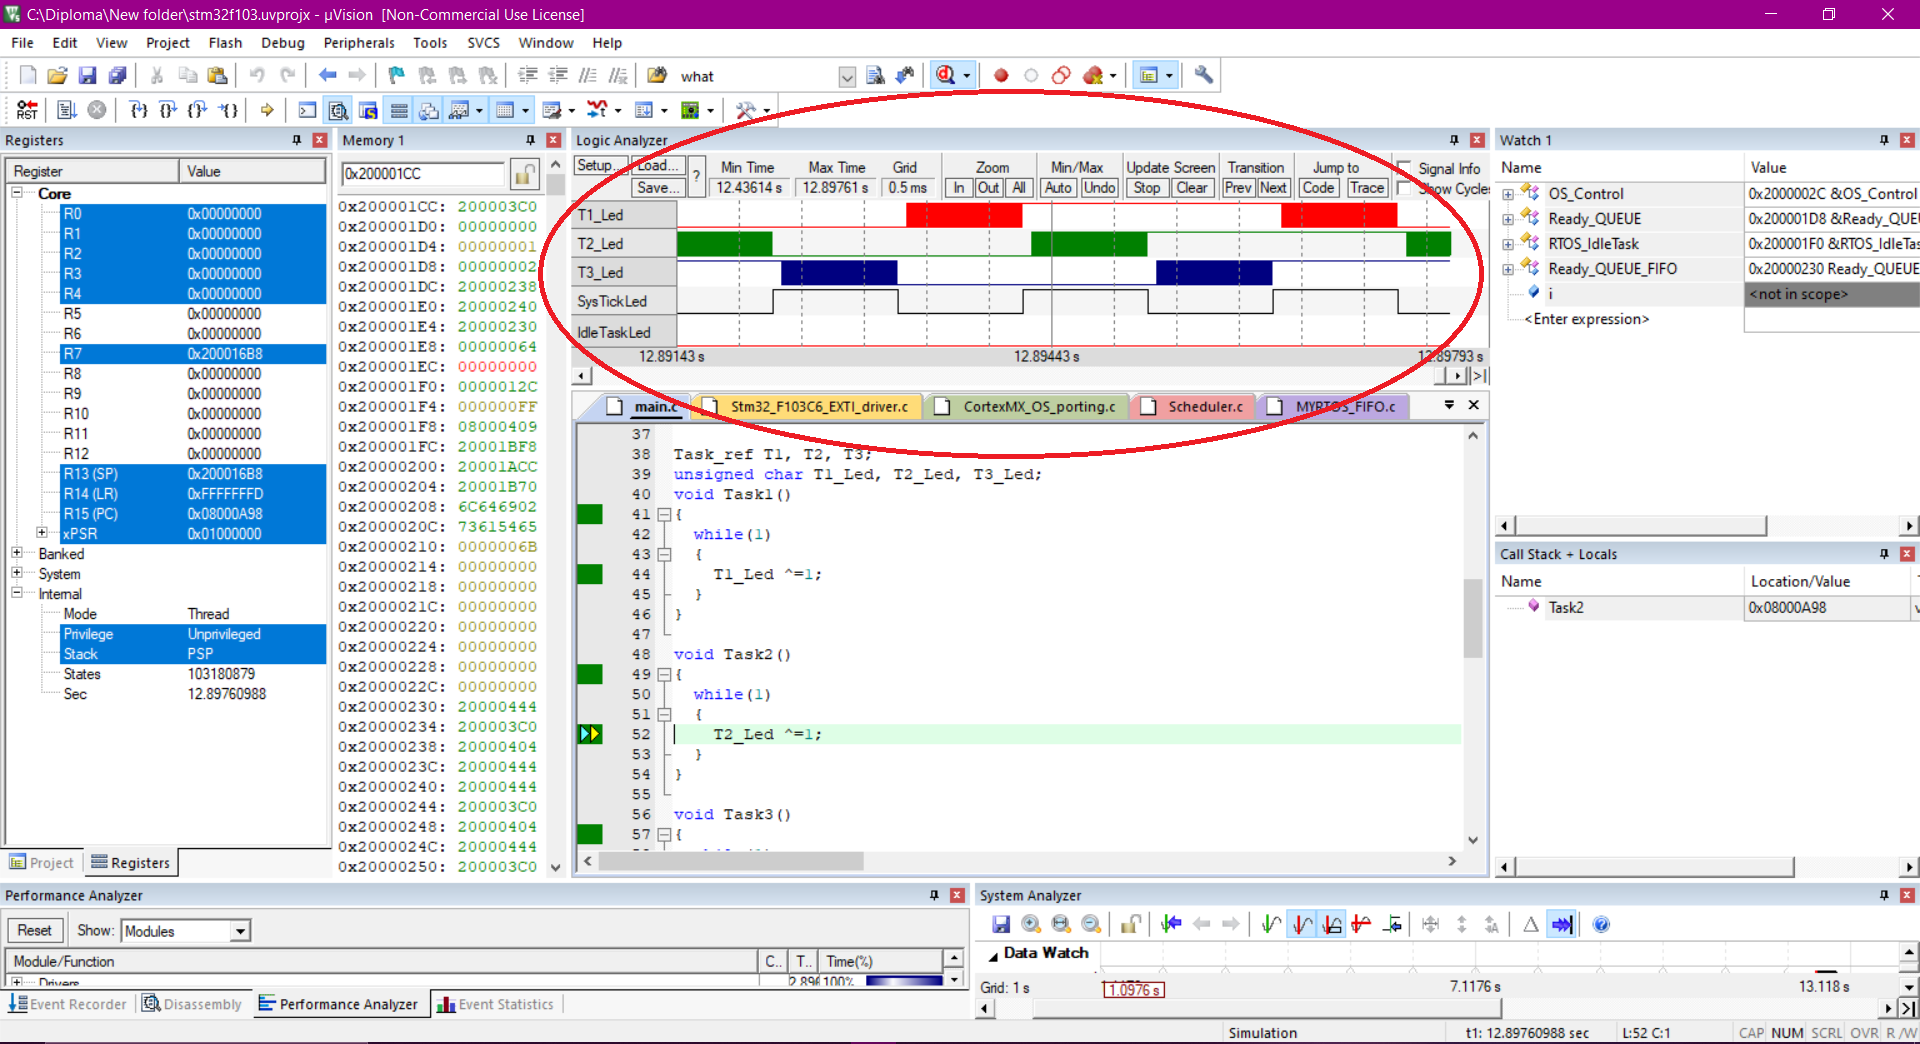 C:\Diploma\New folder\stm32f103.uvprojx - µVision [Non-Commercial Use License]
File Edit View Project Flash Debug Peripherals Tools SVCS Window Help
what
RST
Registers
Register Value
Core
R0 0x00000000
R1 0x00000000
R2 0x00000000
R3 0x00000000
R4 0x00000000
R5 0x00000000
R6 0x00000000
R7 0x200016B8
R8 0x00000000
R9 0x00000000
R10 0x00000000
R11 0x00000000
R12 0x00000000
R13 (SP) 0x200016B8
R14 (LR) 0xFFFFFFFD
R15 (PC) 0x08000A98
xPSR 0x01000000
Banked
System
Internal
Mode Thread
Privilege Unprivileged
Stack PSP
States 103180879
Sec 12.89760988
Project Registers
Memory 1
0x200001CC
0x200001CC: 200003C0
0x200001D0: 00000000
0x200001D4: 00000001
0x200001D8: 00000002
0x200001DC: 20000238
0x200001E0: 20000240
0x200001E4: 20000230
0x200001E8: 00000064
0x200001EC: 00000000
0x200001F0: 0000012C
0x200001F4: 000000FF
0x200001F8: 08000409
0x200001FC: 20001BF8
0x20000200: 20001ACC
0x20000204: 20001B70
0x20000208: 6C646902
0x2000020C: 73615465
0x20000210: 0000006B
0x20000214: 00000000
0x20000218: 00000000
0x2000021C: 00000000
0x20000220: 00000000
0x20000224: 00000000
0x20000228: 00000000
0x2000022C: 00000000
0x20000230: 20000444
0x20000234: 200003C0
0x20000238: 20000404
0x2000023C: 20000444
0x20000240: 20000444
0x20000244: 200003C0
0x20000248: 20000404
0x2000024C: 20000444
0x20000250: 200003C0
Logic Analyzer
Setup... Load... Min Time Max Time Grid Zoom Min/Max Update Screen Transition Jump to Signal Info
Save... ? 12.43614 s 12.89761 s 0.5 ms In Out All Auto Undo Stop Clear Prev Next Code Trace Show Cycles
T1_Led
T2_Led
T3_Led
SysTickLed
IdleTaskLed
12.89143 s 12.89443 s 12.89793 s
main.c Stm32_F103C6_EXTI_driver.c CortexMX_OS_porting.c Scheduler.c MYRTOS_FIFO.c
37
38 Task_ref T1, T2, T3;
39 unsigned char T1_Led, T2_Led, T3_Led;
40 void Task1()
41 {
42 while(1)
43 {
44 T1_Led ^=1;
45 }
46 }
47
48 void Task2()
49 {
50 while(1)
51 {
52 T2_Led ^=1;
53 }
54 }
55
56 void Task3()
57 {
Watch 1
Name Value
OS_Control 0x2000002C &OS_Control
Ready_QUEUE 0x200001D8 &Ready_QU
RTOS_IdleTask 0x200001F0 &RTOS_IdleTas
Ready_QUEUE_FIFO 0x20000230 Ready_QUEUE
i <not in scope>
<Enter expression>
Call Stack + Locals
Name Location/Value
Task2 0x08000A98
Performance Analyzer
Reset Show: Modules
Module/Function C.. T.. Time(%)
Drivers 100%
Event Recorder Disassembly Performance Analyzer Event Statistics
System Analyzer
Data Watch
Grid: 1 s 1.0976 s 7.1176 s 13.118 s
Simulation t1: 12.89760988 sec L:52 C:1 CAP NUM SCRL OVR R /W